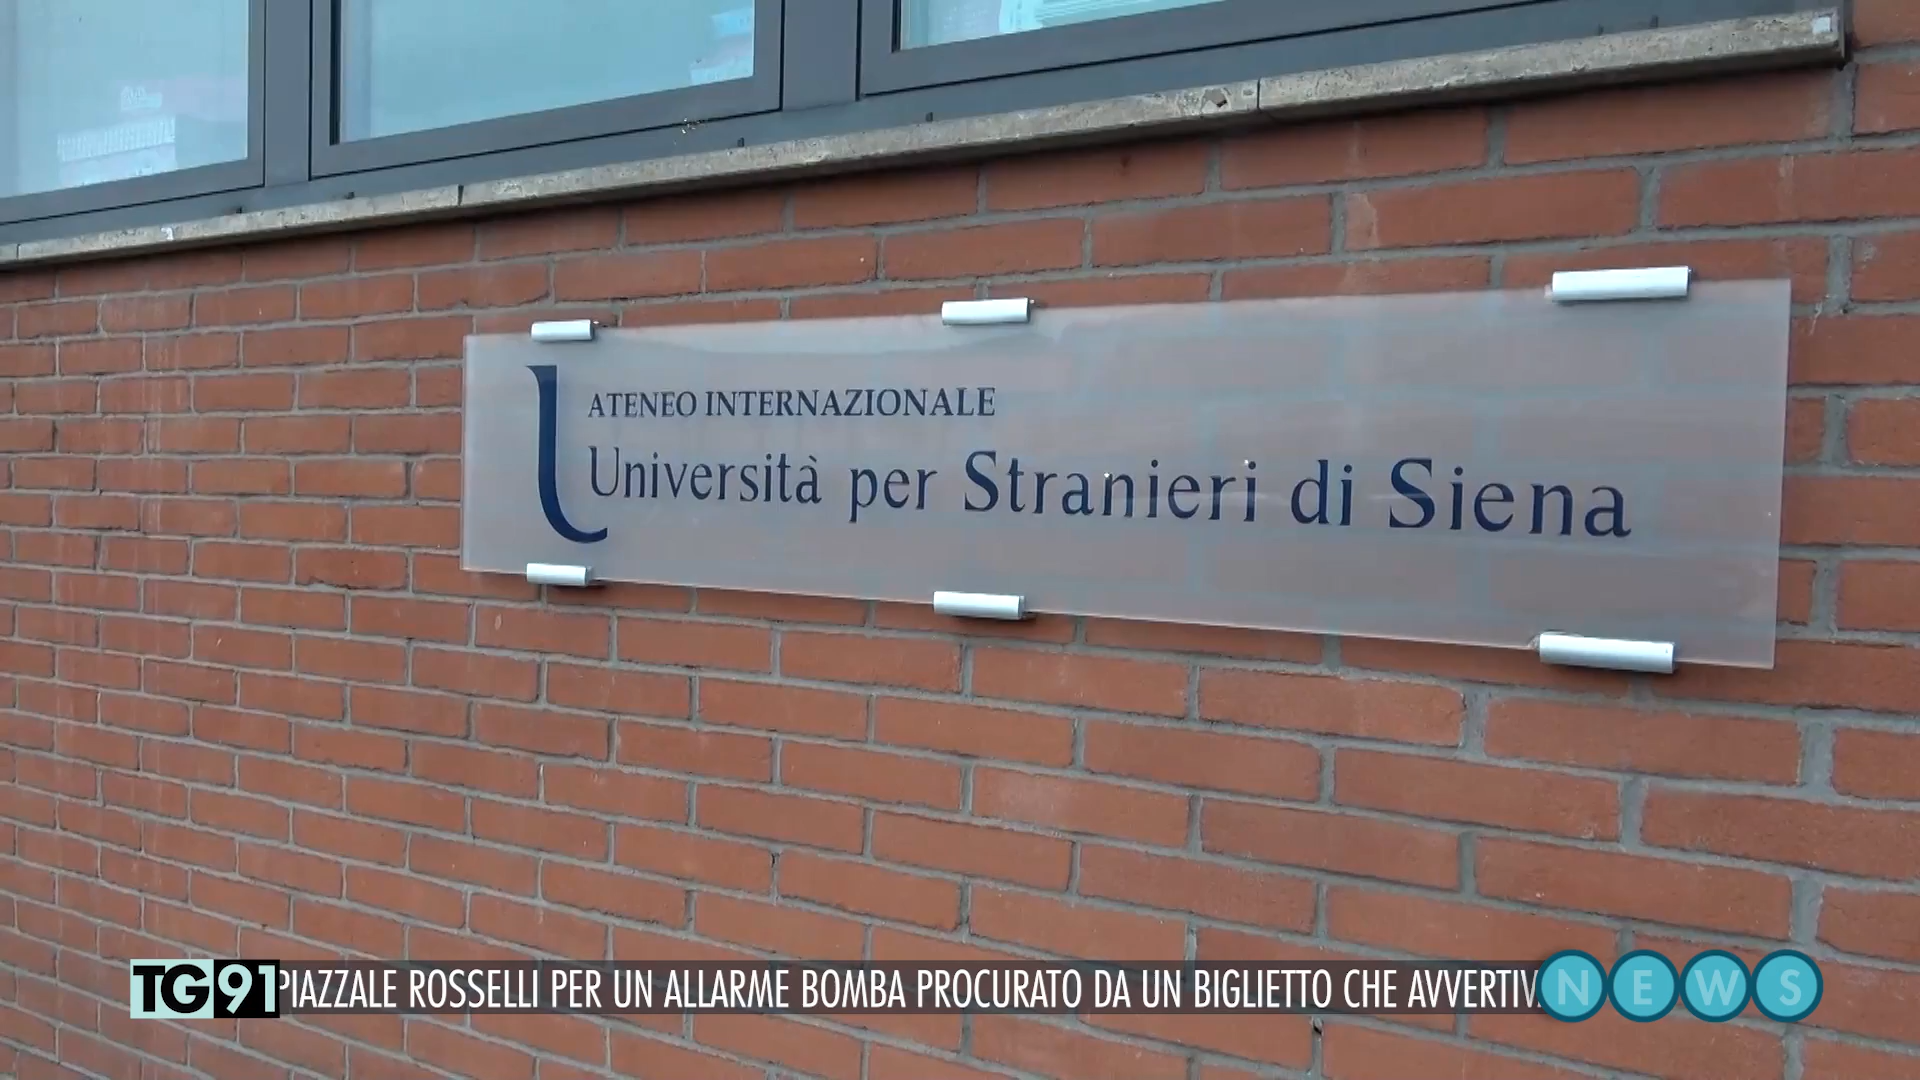 ATENEO INTERNAZIONALE
Università per Stranieri di Siena
TG91 PIAZZALE ROSSELLI PER UN ALLARME BOMBA PROCURATO DA UN BIGLIETTO CHE NEWS